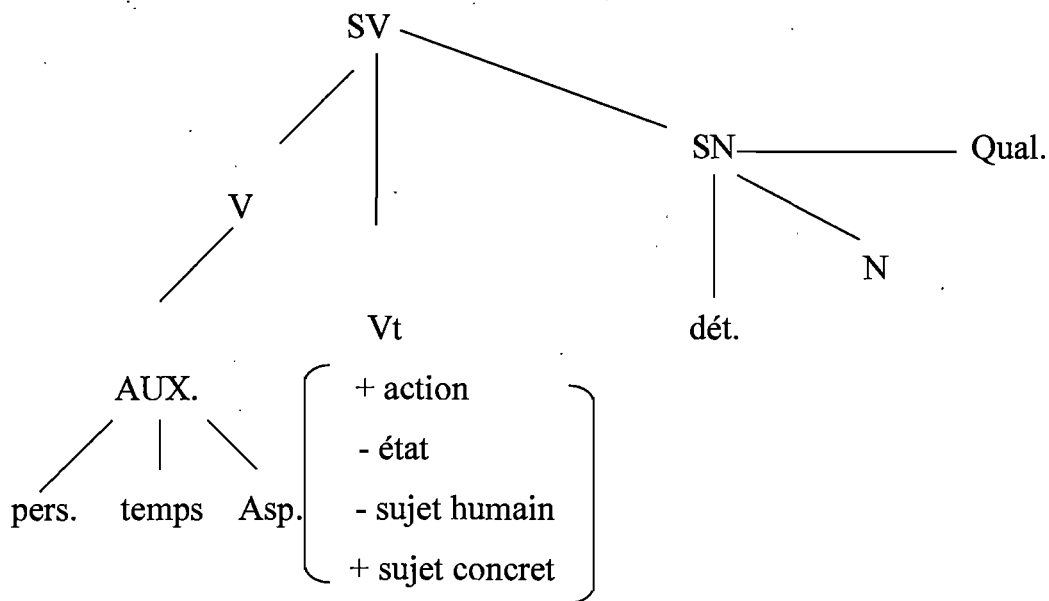 SV
SN Qual.
V
N
Vt dét.
AUX.
+ action
- état
pers. temps Asp.
- sujet humain
+ sujet concret